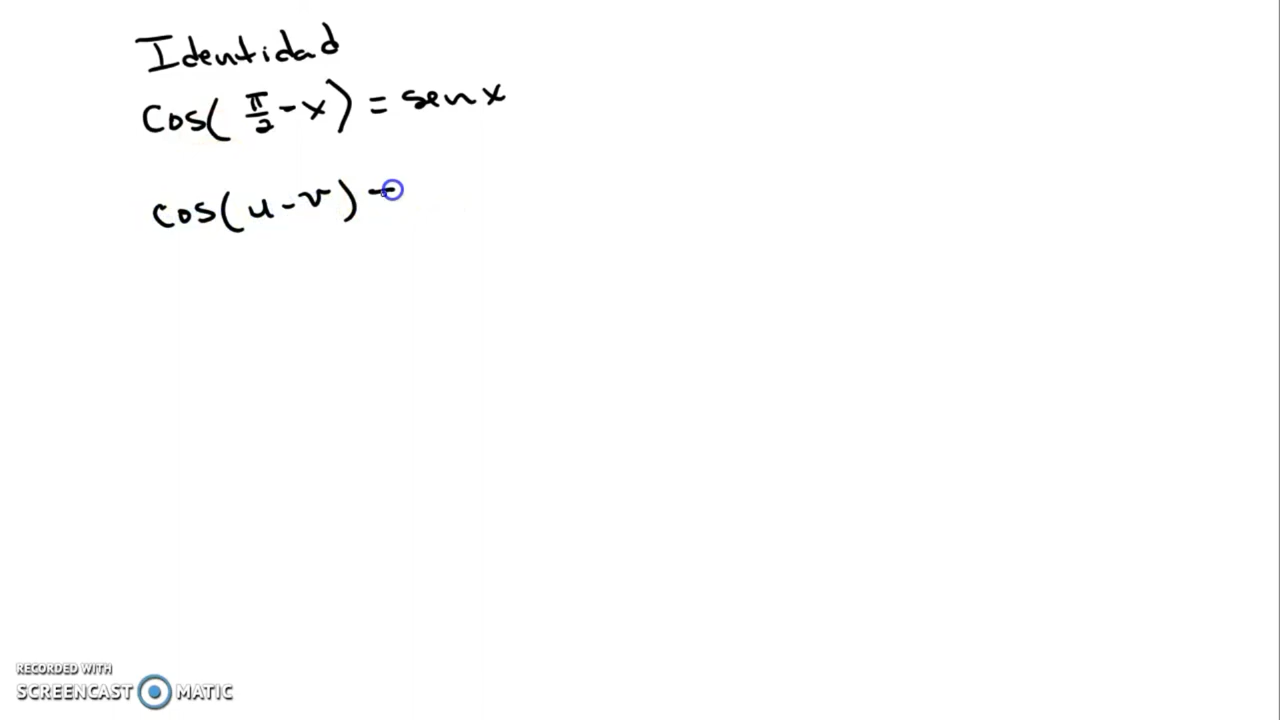 Identidad
Cos( π/2 - x ) = sen x
cos( u - v ) =
RECORDED WITH
SCREENCAST MATIC